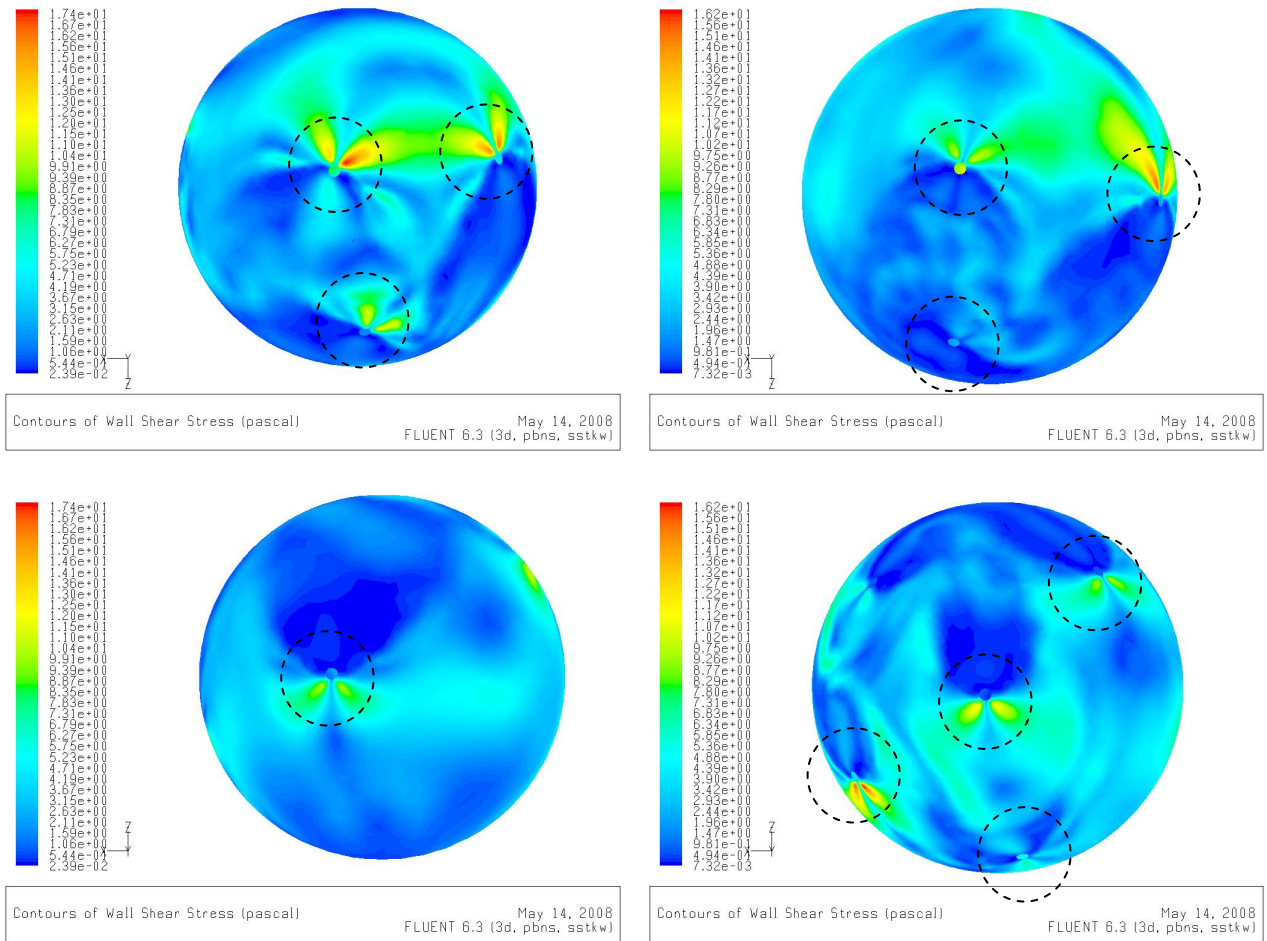 1.74e+01
1.67e+01
1.62e+01
1.56e+01
1.51e+01
1.46e+01
1.41e+01
1.36e+01
1.30e+01
1.25e+01
1.20e+01
1.15e+01
1.10e+01
1.04e+01
9.91e+00
9.39e+00
8.87e+00
8.35e+00
7.83e+00
7.31e+00
6.79e+00
6.27e+00
5.75e+00
5.23e+00
4.71e+00
4.19e+00
3.67e+00
3.15e+00
2.63e+00
2.11e+00
1.59e+00
1.06e+00
5.44e-01
2.39e-02
X Y
Z
Contours of Wall Shear Stress (pascal)
May 14, 2008
FLUENT 6.3 (3d, pbns, sstkw)
1.62e+01
1.56e+01
1.51e+01
1.46e+01
1.41e+01
1.36e+01
1.32e+01
1.27e+01
1.22e+01
1.17e+01
1.12e+01
1.07e+01
1.02e+01
9.75e+00
9.26e+00
8.77e+00
8.29e+00
7.80e+00
7.31e+00
6.83e+00
6.34e+00
5.85e+00
5.36e+00
4.88e+00
4.39e+00
3.90e+00
3.42e+00
2.93e+00
2.44e+00
1.96e+00
1.47e+00
9.81e-01
4.94e-01
7.32e-03
X Y
Z
Contours of Wall Shear Stress (pascal)
May 14, 2008
FLUENT 6.3 (3d, pbns, sstkw)
1.74e+01
1.67e+01
1.62e+01
1.56e+01
1.51e+01
1.46e+01
1.41e+01
1.36e+01
1.30e+01
1.25e+01
1.20e+01
1.15e+01
1.10e+01
1.04e+01
9.91e+00
9.39e+00
8.87e+00
8.35e+00
7.83e+00
7.31e+00
6.79e+00
6.27e+00
5.75e+00
5.23e+00
4.71e+00
4.19e+00
3.67e+00
3.15e+00
2.63e+00
2.11e+00
1.59e+00
1.06e+00
5.44e-01
2.39e-02
Z
X Y
Contours of Wall Shear Stress (pascal)
May 14, 2008
FLUENT 6.3 (3d, pbns, sstkw)
1.62e+01
1.56e+01
1.51e+01
1.46e+01
1.41e+01
1.36e+01
1.32e+01
1.27e+01
1.22e+01
1.17e+01
1.12e+01
1.07e+01
1.02e+01
9.75e+00
9.26e+00
8.77e+00
8.29e+00
7.80e+00
7.31e+00
6.83e+00
6.34e+00
5.85e+00
5.36e+00
4.88e+00
4.39e+00
3.90e+00
3.42e+00
2.93e+00
2.44e+00
1.96e+00
1.47e+00
9.81e-01
4.94e-01
7.32e-03
Z
X Y
Contours of Wall Shear Stress (pascal)
May 14, 2008
FLUENT 6.3 (3d, pbns, sstkw)